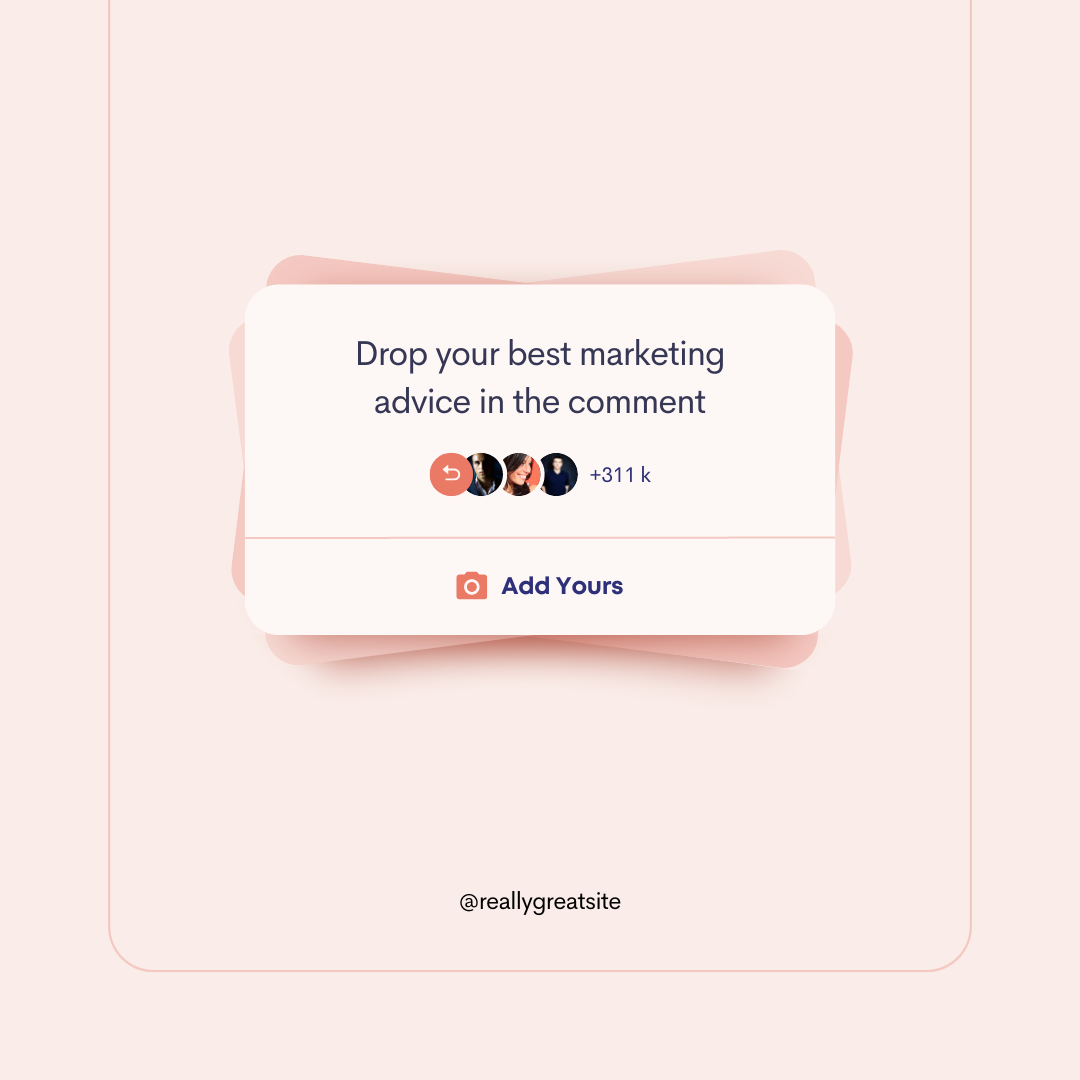 Drop your best marketing
advice in the comment
+311 k
Add Yours
@reallygreatsite